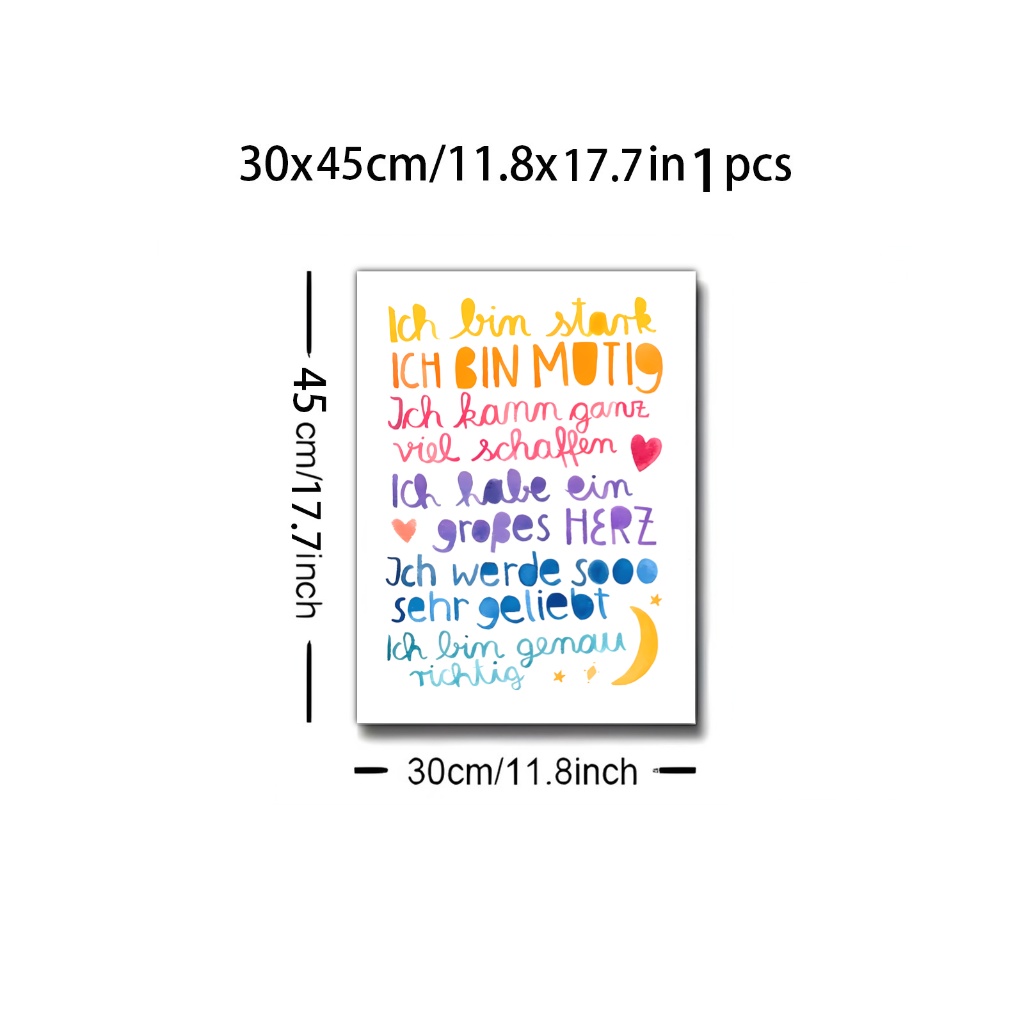 30x45cm/11.8x17.7in 1 pcs
45 cm/17.7inch
Ich bin stark
ICH BIN MUTIG
Ich kann ganz
viel schaffen
Ich habe ein
großes HERZ
Ich werde sooo
sehr geliebt
Ich bin genau
richtig
30cm/11.8inch